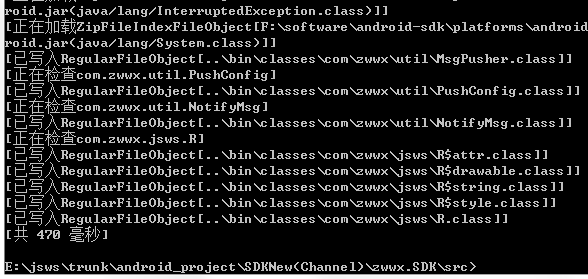 roid.jar(java/lang/InterruptedException.class)]]
[正在加载ZipFileIndexFileObject[F:\software\android-sdk\platforms\android
roid.jar(java/lang/System.class)]]
[已写入RegularFileObject[..\bin\classes\com\zwwx\util\MsgPusher.class]]
[正在检查com.zwwx.util.PushConfig]
[已写入RegularFileObject[..\bin\classes\com\zwwx\util\PushConfig.class]]
[正在检查com.zwwx.util.NotifyMsg]
[已写入RegularFileObject[..\bin\classes\com\zwwx\util\NotifyMsg.class]]
[正在检查com.zwwx.jsws.R]
[已写入RegularFileObject[..\bin\classes\com\zwwx\jsws\R$attr.class]]
[已写入RegularFileObject[..\bin\classes\com\zwwx\jsws\R$drawable.class]]
[已写入RegularFileObject[..\bin\classes\com\zwwx\jsws\R$string.class]]
[已写入RegularFileObject[..\bin\classes\com\zwwx\jsws\R$style.class]]
[已写入RegularFileObject[..\bin\classes\com\zwwx\jsws\R.class]]
[共 470 毫秒]
E:\jsws\trunk\android_project\SDKNew(Channel)\zwwx.SDK\src>